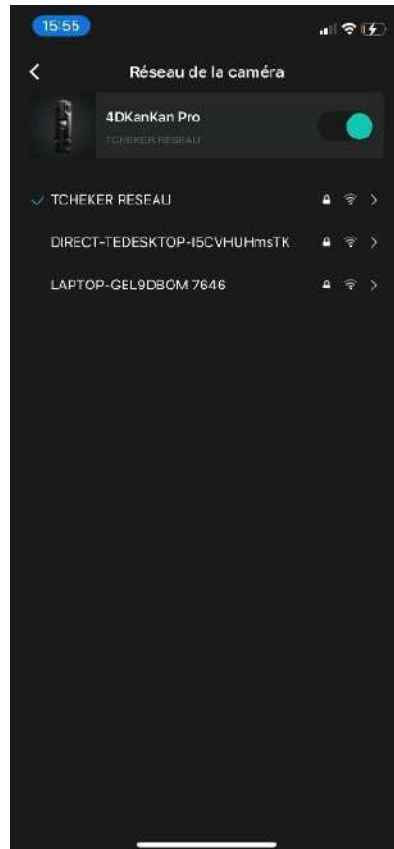 15:55
Réseau de la caméra
4DKanKan Pro
TCHEKER RESEAU
TCHEKER RESEAU
DIRECT-TEDESKTOP-I5CVHUHmsTK
LAPTOP-GEL9DBOM 7646